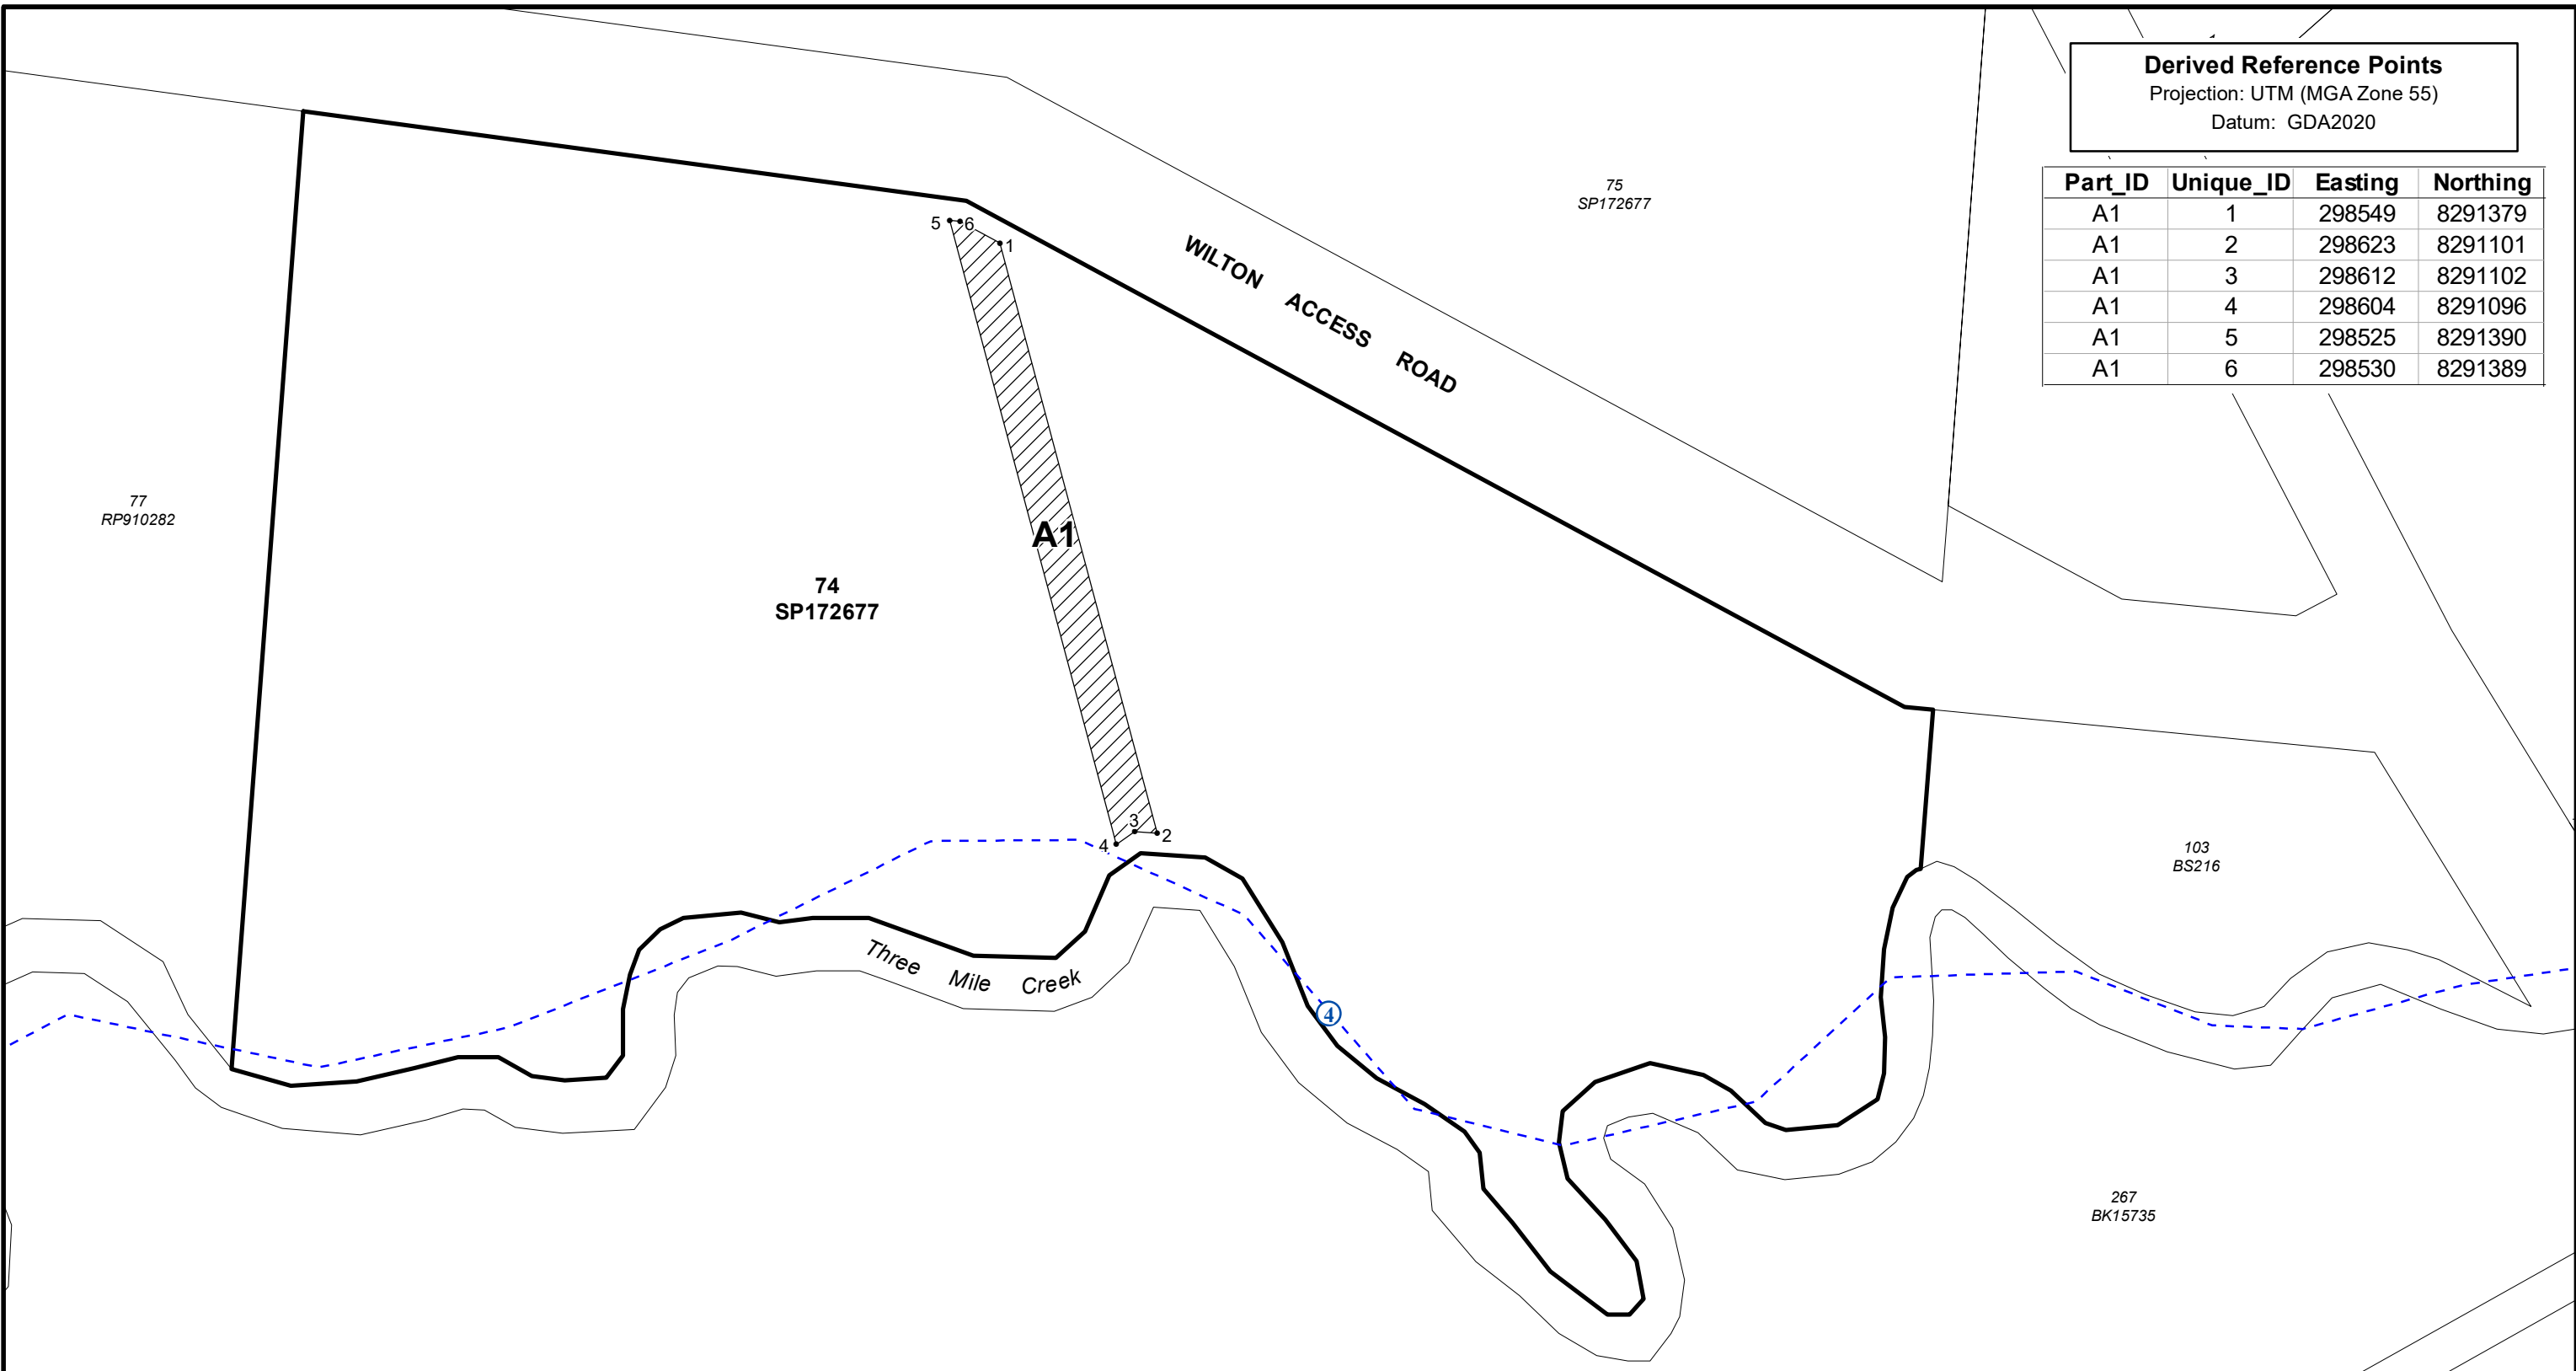 Derived Reference Points
Projection: UTM (MGA Zone 55)
Datum: GDA2020
Part_ID Unique_ID Easting Northing
A1 1 298549 8291379
A1 2 298623 8291101
A1 3 298612 8291102
A1 4 298604 8291096
A1 5 298525 8291390
A1 6 298530 8291389
75
SP172677
5
6
1
WILTON ACCESS ROAD
77
RP910282
A1
74
SP172677
3
2
4
103
BS216
Three Mile Creek
4
267
BK15735